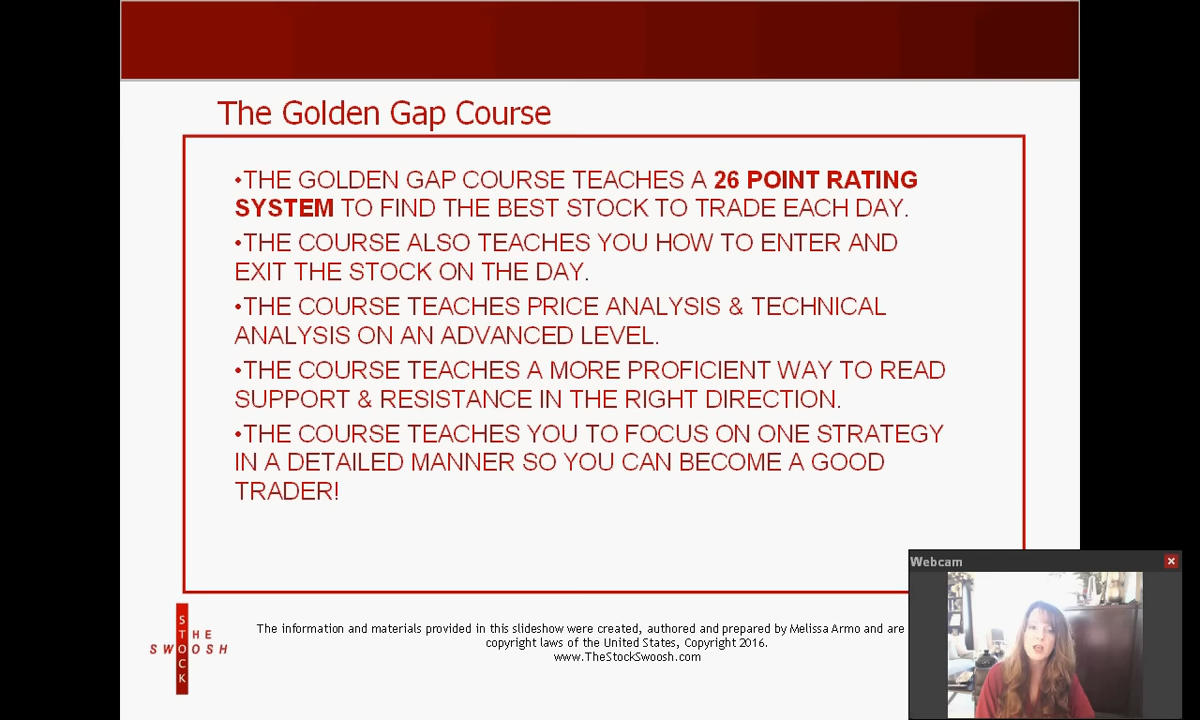 The Golden Gap Course
•THE GOLDEN GAP COURSE TEACHES A 26 POINT RATING
SYSTEM TO FIND THE BEST STOCK TO TRADE EACH DAY.
•THE COURSE ALSO TEACHES YOU HOW TO ENTER AND
EXIT THE STOCK ON THE DAY.
•THE COURSE TEACHES PRICE ANALYSIS & TECHNICAL
ANALYSIS ON AN ADVANCED LEVEL.
•THE COURSE TEACHES A MORE PROFICIENT WAY TO READ
SUPPORT & RESISTANCE IN THE RIGHT DIRECTION.
•THE COURSE TEACHES YOU TO FOCUS ON ONE STRATEGY
IN A DETAILED MANNER SO YOU CAN BECOME A GOOD
TRADER!
Webcam
THE
STOCK
SWOOSH
The information and materials provided in this slideshow were created, authored and prepared by Melissa Armo and are
copyright laws of the United States, Copyright 2016.
www.TheStockSwoosh.com